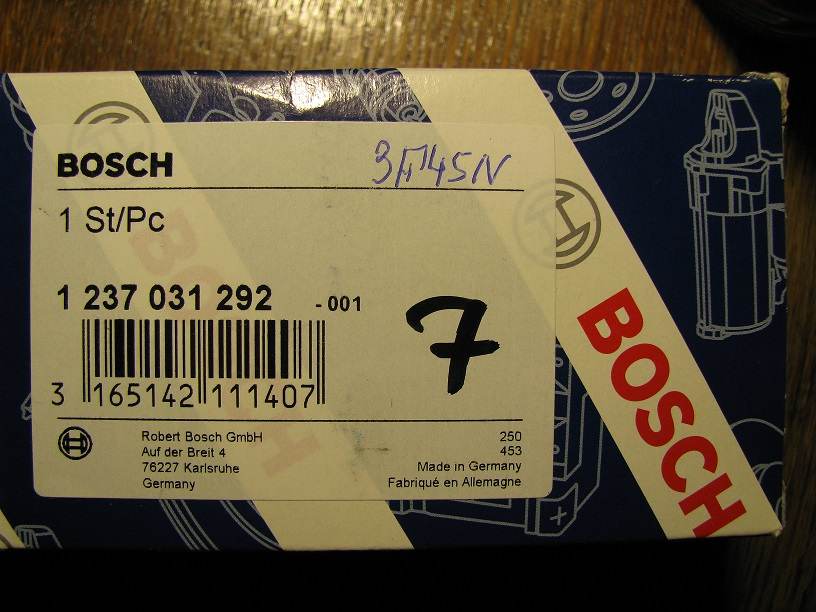 BOSCH
1 St/Pc
1 237 031 292 - 001
7
3 165142 111407
Robert Bosch GmbH
Auf der Breit 4
76227 Karlsruhe
Germany
250
453
Made in Germany
Fabriqué en Allemagne
BOSCH
BOSCH